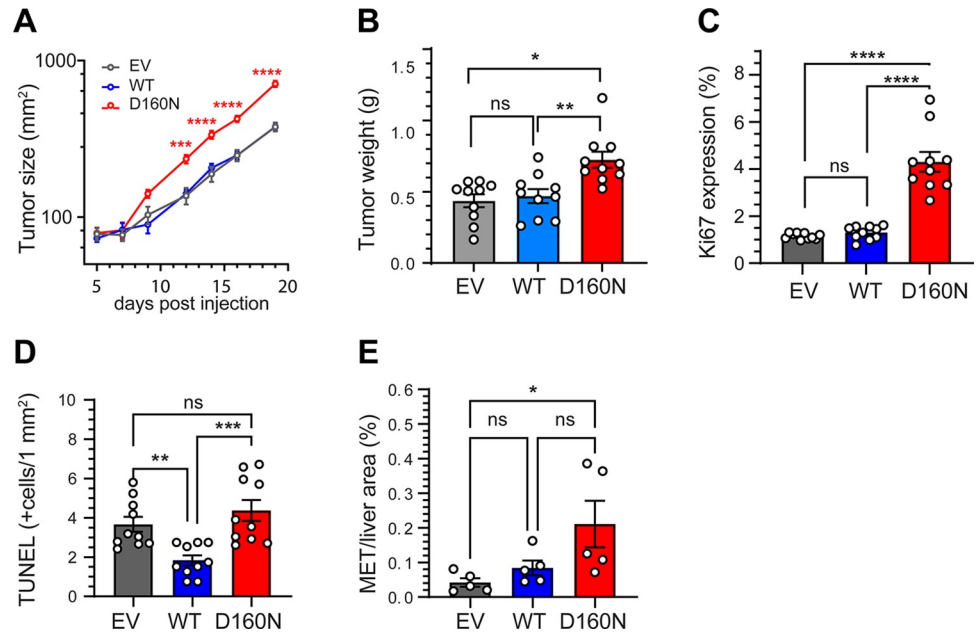 A
Tumor size (mm²)
1000
100
EV
WT
D160N
***
****
****
****
5 10 15 20
days post injection
B
Tumor weight (g)
1.5
1.0
0.5
0.0
*
ns
**
EV WT D160N
C
Ki67 expression (%)
8
6
4
2
0
****
****
ns
EV WT D160N
D
TUNEL (+cells/1 mm²)
10
8
6
4
2
0
ns
***
**
EV WT D160N
E
MET/liver area (%)
0.6
0.5
0.4
0.3
0.2
0.1
0.0
*
ns ns
EV WT D160N